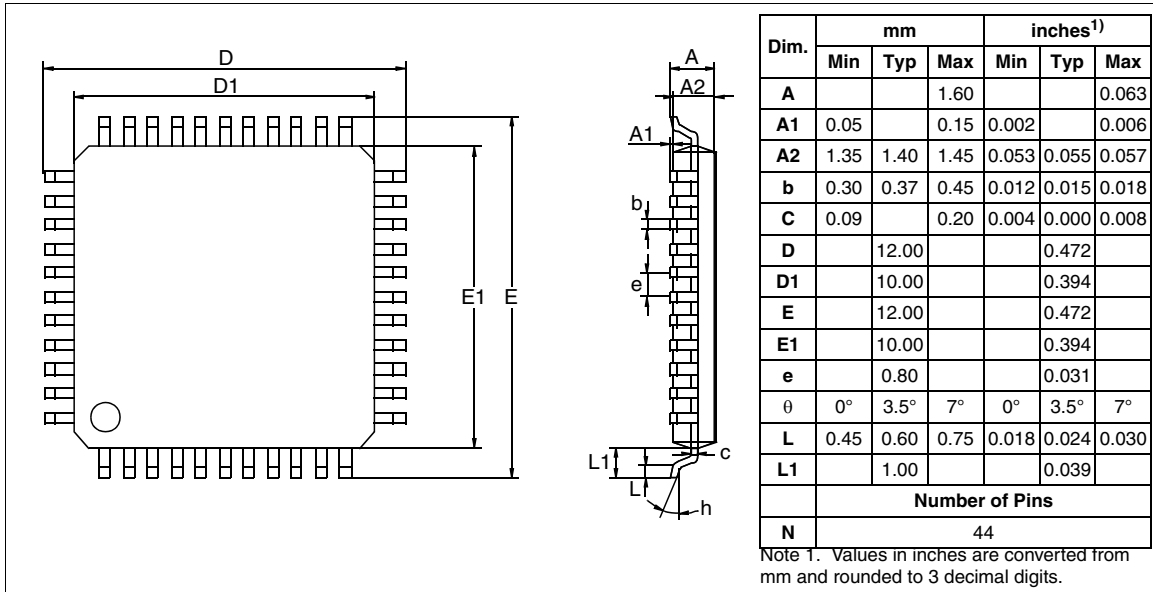 D
D1
E1
E
A
A2
A1
b
e
c
L1
L
h
Dim. mm inches1)
Min Typ Max Min Typ Max
A 1.60 0.063
A1 0.05 0.15 0.002 0.006
A2 1.35 1.40 1.45 0.053 0.055 0.057
b 0.30 0.37 0.45 0.012 0.015 0.018
C 0.09 0.20 0.004 0.000 0.008
D 12.00 0.472
D1 10.00 0.394
E 12.00 0.472
E1 10.00 0.394
e 0.80 0.031
θ 0° 3.5° 7° 0° 3.5° 7°
L 0.45 0.60 0.75 0.018 0.024 0.030
L1 1.00 0.039
Number of Pins
N 44
Note 1. Values in inches are converted from
mm and rounded to 3 decimal digits.